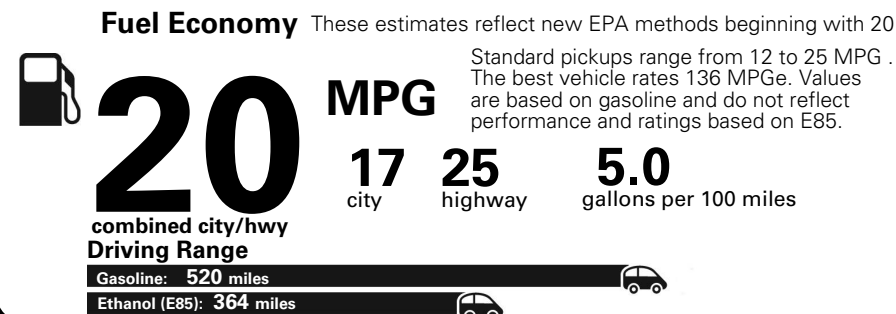 Fuel Economy These estimates reflect new EPA methods beginning with 20
Standard pickups range from 12 to 25 MPG .
The best vehicle rates 136 MPGe. Values
are based on gasoline and do not reflect
performance and ratings based on E85.
20 MPG
17 25 5.0
city highway gallons per 100 miles
combined city/hwy
Driving Range
Gasoline: 520 miles
Ethanol (E85): 364 miles